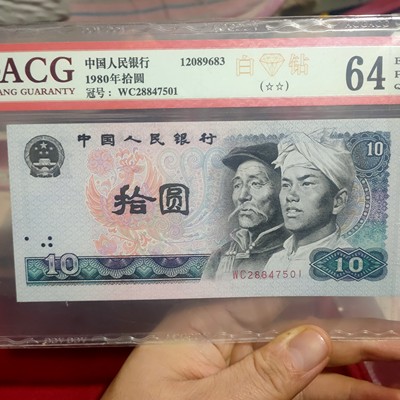 ACG
ANG GUARANTY
中国人民银行
1980年拾圆
冠号： WC28847501
12089683
白 钻
(☆☆)
64
E
中国人民银行
10
拾圆
10
WC28647501
10